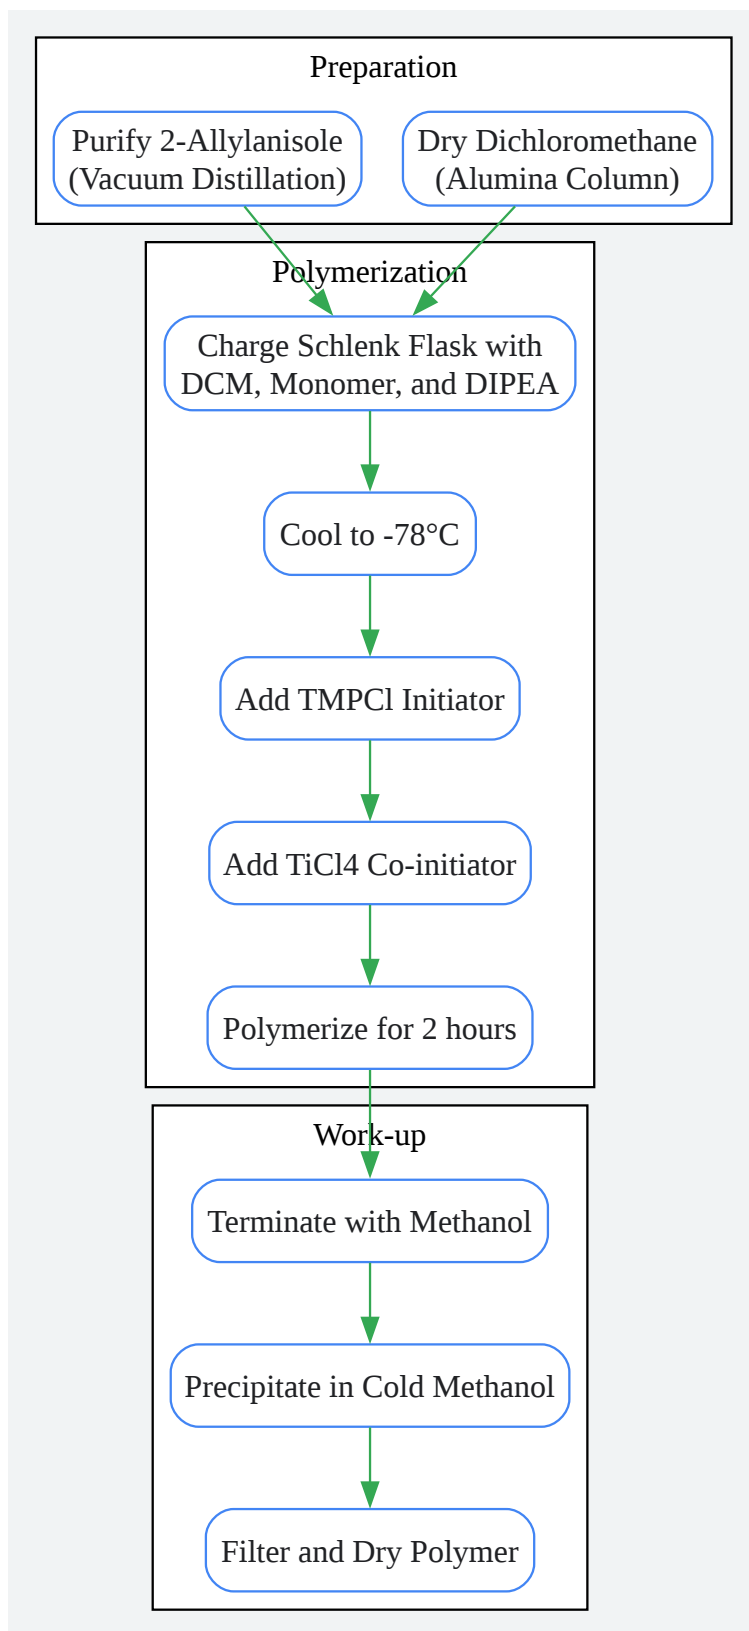 Preparation
Purify 2-Allylanisole
(Vacuum Distillation)
Dry Dichloromethane
(Alumina Column)
Polymerization
Charge Schlenk Flask with
DCM, Monomer, and DIPEA
Cool to -78°C
Add TMPCl Initiator
Add TiCl4 Co-initiator
Polymerize for 2 hours
Work-up
Terminate with Methanol
Precipitate in Cold Methanol
Filter and Dry Polymer